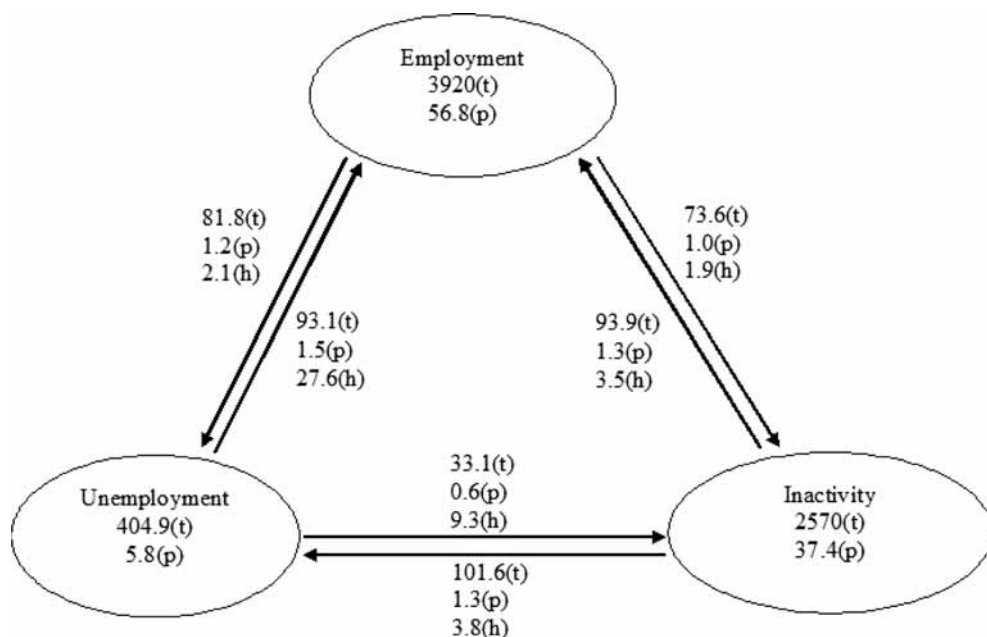 Employment
3920(t)
56.8(p)
81.8(t)
1.2(p)
2.1(h)
73.6(t)
1.0(p)
1.9(h)
93.1(t)
1.5(p)
27.6(h)
93.9(t)
1.3(p)
3.5(h)
Unemployment
404.9(t)
5.8(p)
33.1(t)
0.6(p)
9.3(h)
Inactivity
2570(t)
37.4(p)
101.6(t)
1.3(p)
3.8(h)